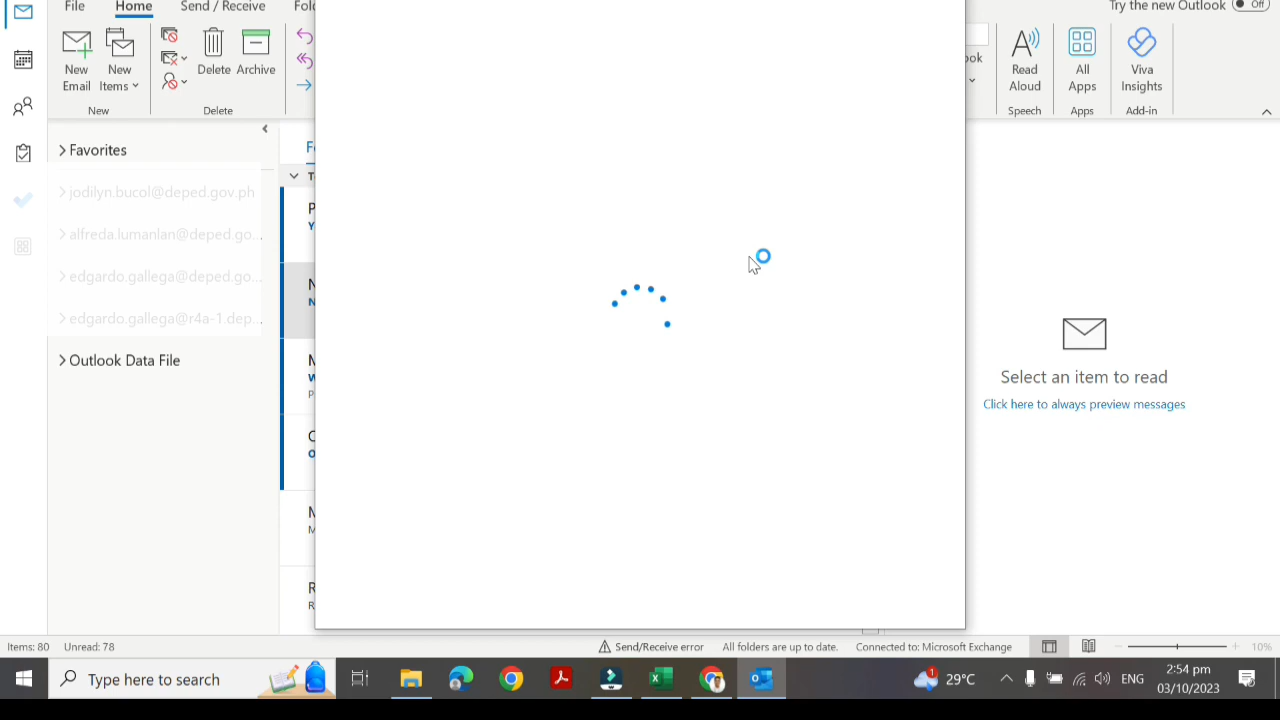 File Home Send / Receive Fol Try the new Outlook Off
New Email
New Items
Delete
Archive
ook
Read Aloud
All Apps
Viva Insights
New Delete Speech Apps Add-in
Favorites
F
T
jodilyn.bucol@deped.gov.ph
P
Y
alfreda.lumanlan@deped.go...
edgardo.gallega@deped.go...
N
N
edgardo.gallega@r4a-1.dep...
Outlook Data File
M
W
P
Select an item to read
Click here to always preview messages
C
O
M
M
R
R
Items: 80 Unread: 78 Send/Receive error All folders are up to date. Connected to: Microsoft Exchange 10%
Type here to search 1 29°C ENG 2:54 pm
03/10/2023